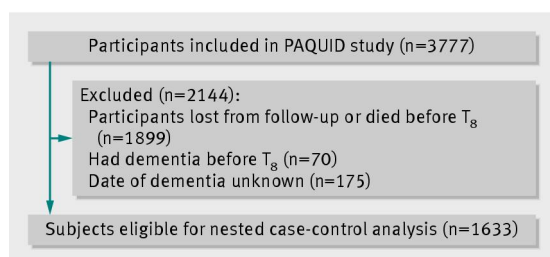 Participants included in PAQUID study (n=3777)
Excluded (n=2144):
Participants lost from follow-up or died before T₈
(n=1899)
Had dementia before T₈ (n=70)
Date of dementia unknown (n=175)
Subjects eligible for nested case-control analysis (n=1633)